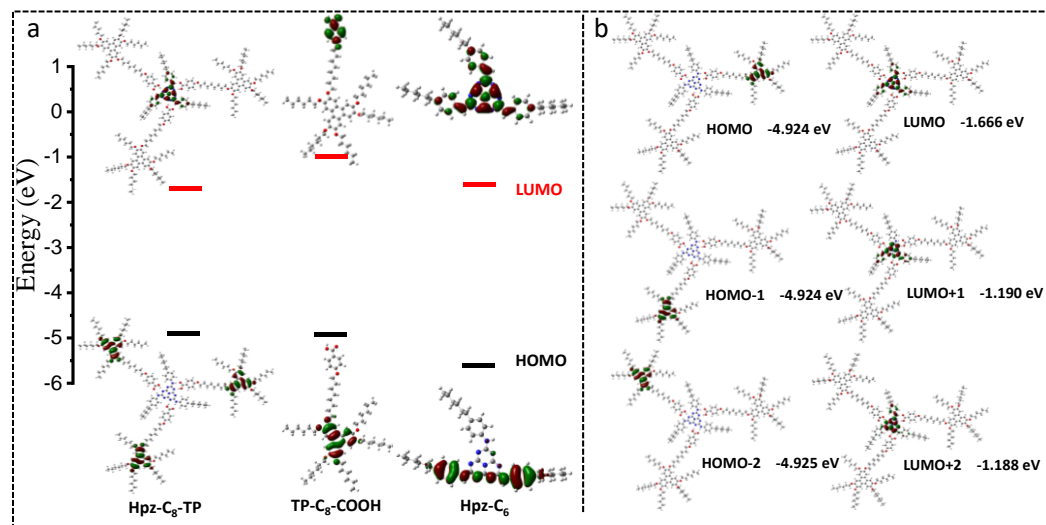 a
Energy (eV)
1
0
-1
-2
-3
-4
-5
-6
LUMO
HOMO
Hpz-C₈-TP
TP-C₈-COOH
Hpz-C₆
b
HOMO -4.924 eV
LUMO -1.666 eV
HOMO-1 -4.924 eV
LUMO+1 -1.190 eV
HOMO-2 -4.925 eV
LUMO+2 -1.188 eV